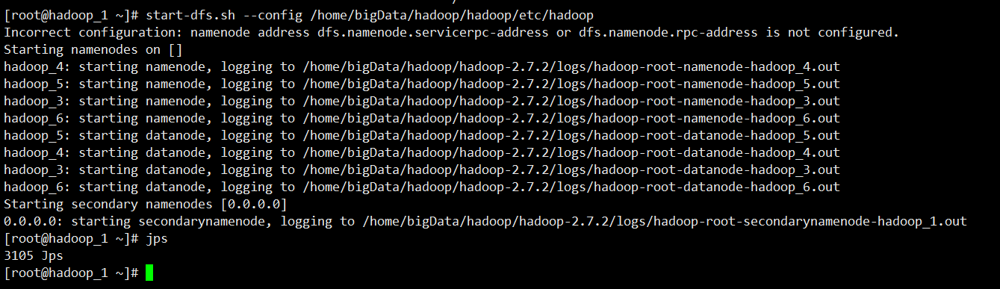 [root@hadoop_1 ~]# start-dfs.sh --config /home/bigData/hadoop/hadoop/etc/hadoop
Incorrect configuration: namenode address dfs.namenode.servicerpc-address or dfs.namenode.rpc-address is not configured.
Starting namenodes on []
hadoop_4: starting namenode, logging to /home/bigData/hadoop/hadoop-2.7.2/logs/hadoop-root-namenode-hadoop_4.out
hadoop_5: starting namenode, logging to /home/bigData/hadoop/hadoop-2.7.2/logs/hadoop-root-namenode-hadoop_5.out
hadoop_3: starting namenode, logging to /home/bigData/hadoop/hadoop-2.7.2/logs/hadoop-root-namenode-hadoop_3.out
hadoop_6: starting namenode, logging to /home/bigData/hadoop/hadoop-2.7.2/logs/hadoop-root-namenode-hadoop_6.out
hadoop_5: starting datanode, logging to /home/bigData/hadoop/hadoop-2.7.2/logs/hadoop-root-datanode-hadoop_5.out
hadoop_4: starting datanode, logging to /home/bigData/hadoop/hadoop-2.7.2/logs/hadoop-root-datanode-hadoop_4.out
hadoop_3: starting datanode, logging to /home/bigData/hadoop/hadoop-2.7.2/logs/hadoop-root-datanode-hadoop_3.out
hadoop_6: starting datanode, logging to /home/bigData/hadoop/hadoop-2.7.2/logs/hadoop-root-datanode-hadoop_6.out
Starting secondary namenodes [0.0.0.0]
0.0.0.0: starting secondarynamenode, logging to /home/bigData/hadoop/hadoop-2.7.2/logs/hadoop-root-secondarynamenode-hadoop_1.out
[root@hadoop_1 ~]# jps
3105 Jps
[root@hadoop_1 ~]#